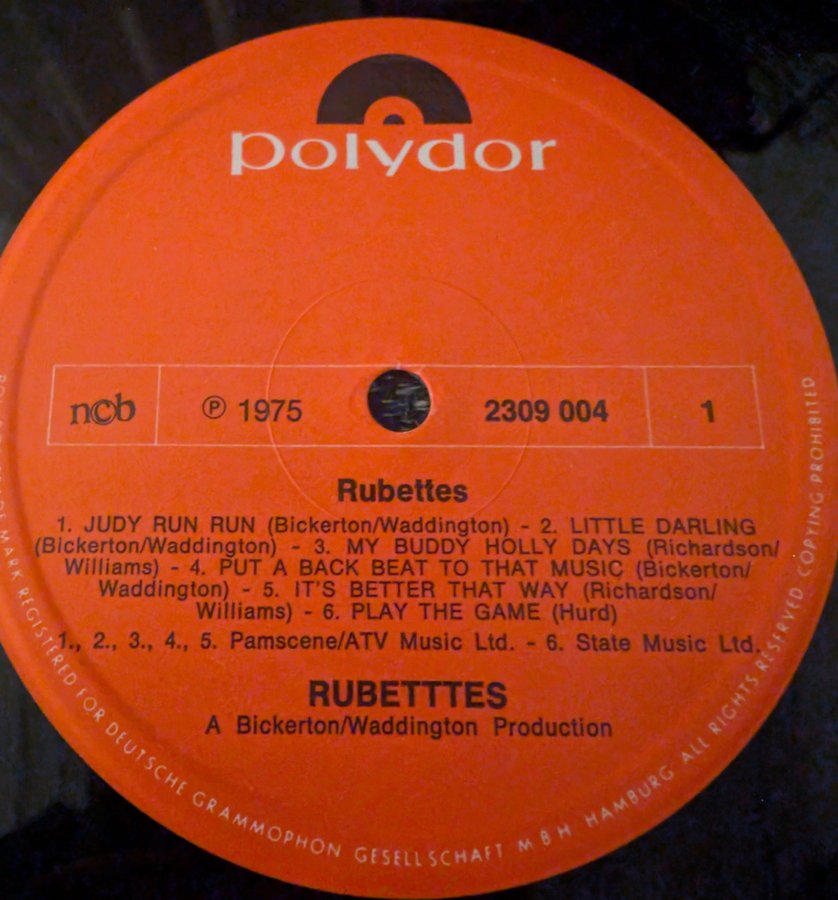 polydor
ncb ℗ 1975 2309 004 1
Rubettes
1. JUDY RUN RUN (Bickerton/Waddington) - 2. LITTLE DARLING
(Bickerton/Waddington) - 3. MY BUDDY HOLLY DAYS (Richardson/
Williams) - 4. PUT A BACK BEAT TO THAT MUSIC (Bickerton/
Waddington) - 5. IT'S BETTER THAT WAY (Richardson/
Williams) - 6. PLAY THE GAME (Hurd)
1., 2., 3., 4., 5. Pamscene/ATV Music Ltd. - 6. State Music Ltd.
RUBETTTES
A Bickerton/Waddington Production
REGISTERED FOR DEUTSCHE GRAMMOPHON GESELLSCHAFT MBH HAMBURG ALL RIGHTS RESERVED COPYING PROHIBITED